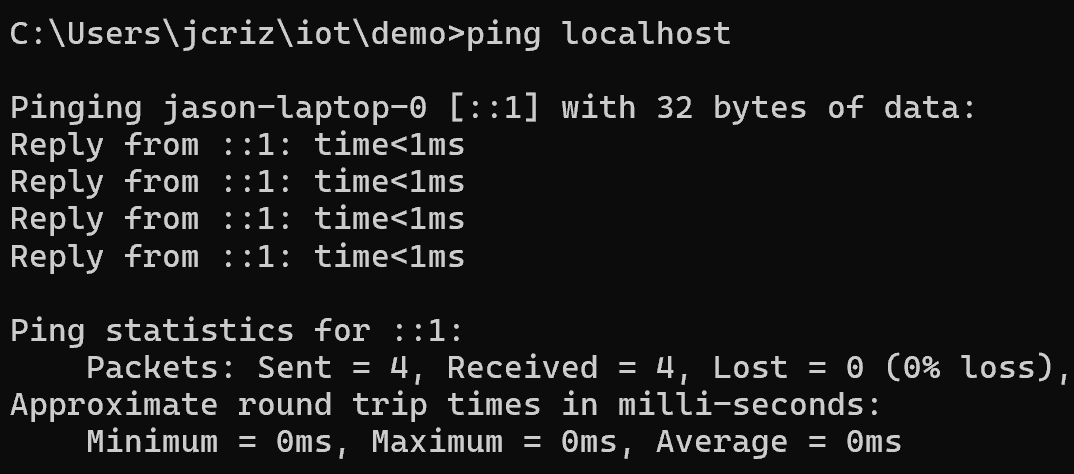 C:\Users\jcriz\iot\demo>ping localhost
Pinging jason-laptop-0 [::1] with 32 bytes of data:
Reply from ::1: time<1ms
Reply from ::1: time<1ms
Reply from ::1: time<1ms
Reply from ::1: time<1ms
Ping statistics for ::1:
    Packets: Sent = 4, Received = 4, Lost = 0 (0% loss),
Approximate round trip times in milli-seconds:
    Minimum = 0ms, Maximum = 0ms, Average = 0ms